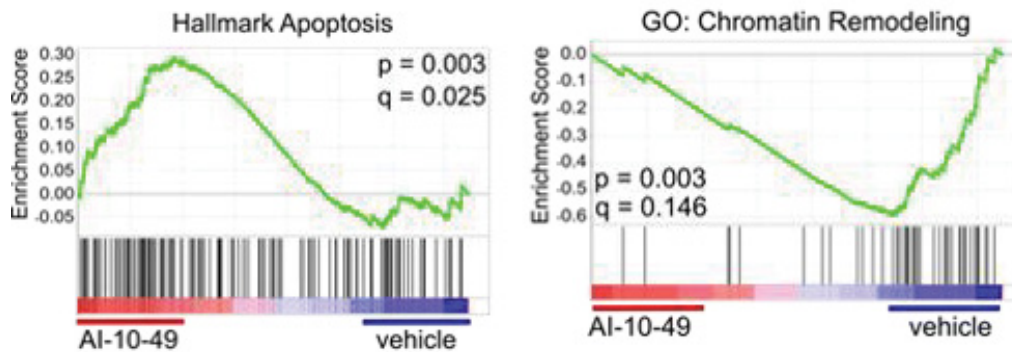 Hallmark Apoptosis
Enrichment Score
0.30
0.25
0.20
0.15
0.10
0.05
0.00
-0.05
p = 0.003
q = 0.025
AI-10-49
vehicle
GO: Chromatin Remodeling
Enrichment Score
0.0
-0.1
-0.2
-0.3
-0.4
-0.5
-0.6
p = 0.003
q = 0.146
AI-10-49
vehicle